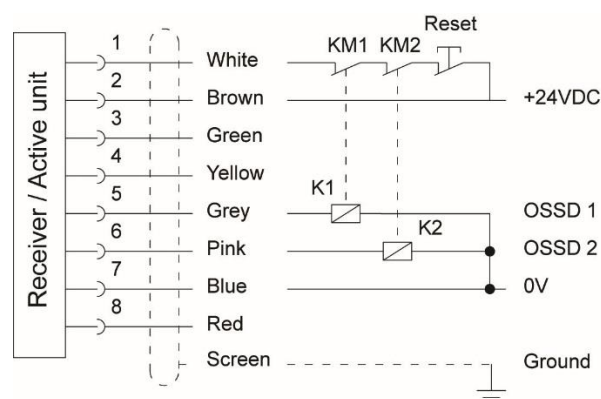 Reset
KM1 KM2
Receiver / Active unit
1 White
2 Brown +24VDC
3 Green
4 Yellow
K1
5 Grey OSSD 1
K2
6 Pink OSSD 2
7 Blue 0V
8 Red
Screen Ground